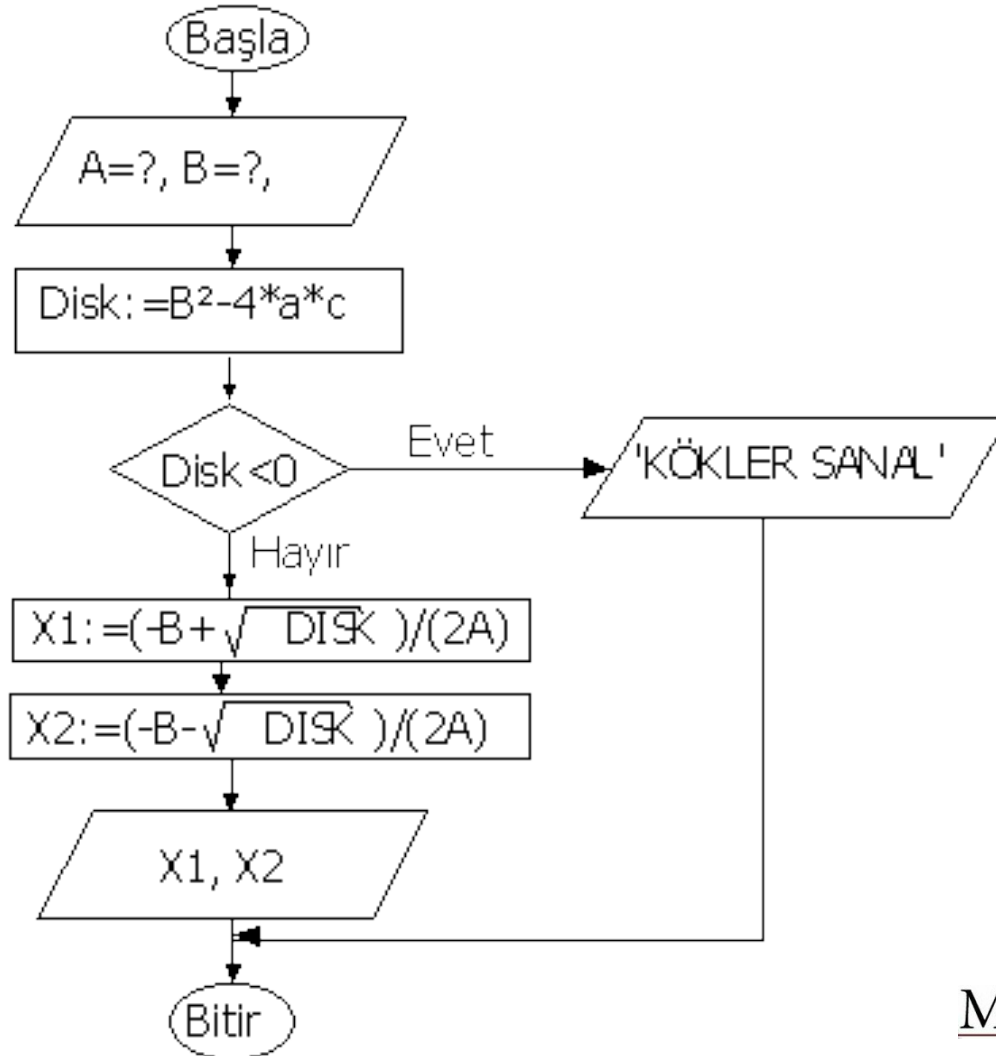 Başla
A=?, B=?,
Disk:=B²-4*a*c
Disk<0
Evet
'KÖKLER SANAL'
Hayır
X1:=(-B+√ DISK )/(2A)
X2:=(-B-√ DISK )/(2A)
X1, X2
Bitir
M